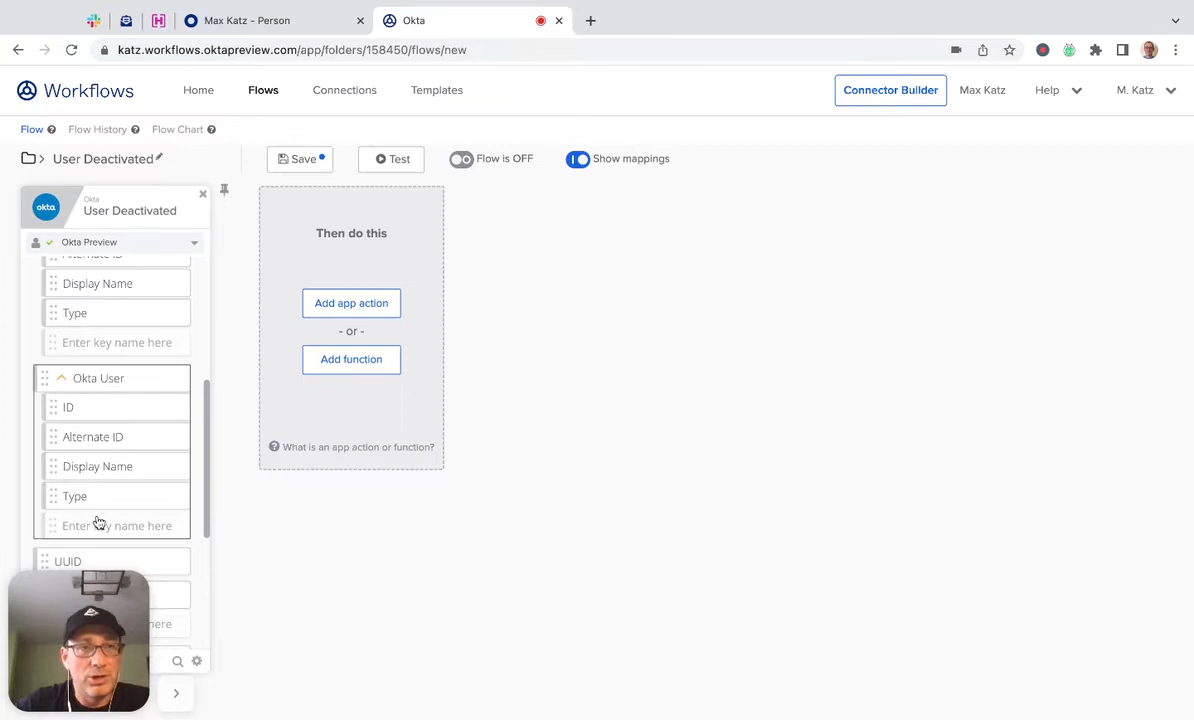 Max Katz - Person
Okta
katz.workflows.oktapreview.com/app/folders/158450/flows/new
Workflows
Home
Flows
Connections
Templates
Connector Builder
Max Katz
Help
M. Katz
Flow
Flow History
Flow Chart
User Deactivated
Save
Test
Flow is OFF
Show mappings
okta
Okta
User Deactivated
Okta Preview
Alternate ID
Display Name
Type
Enter key name here
Okta User
ID
Alternate ID
Display Name
Type
Enter key name here
UUID
here
Then do this
Add app action
- or -
Add function
What is an app action or function?